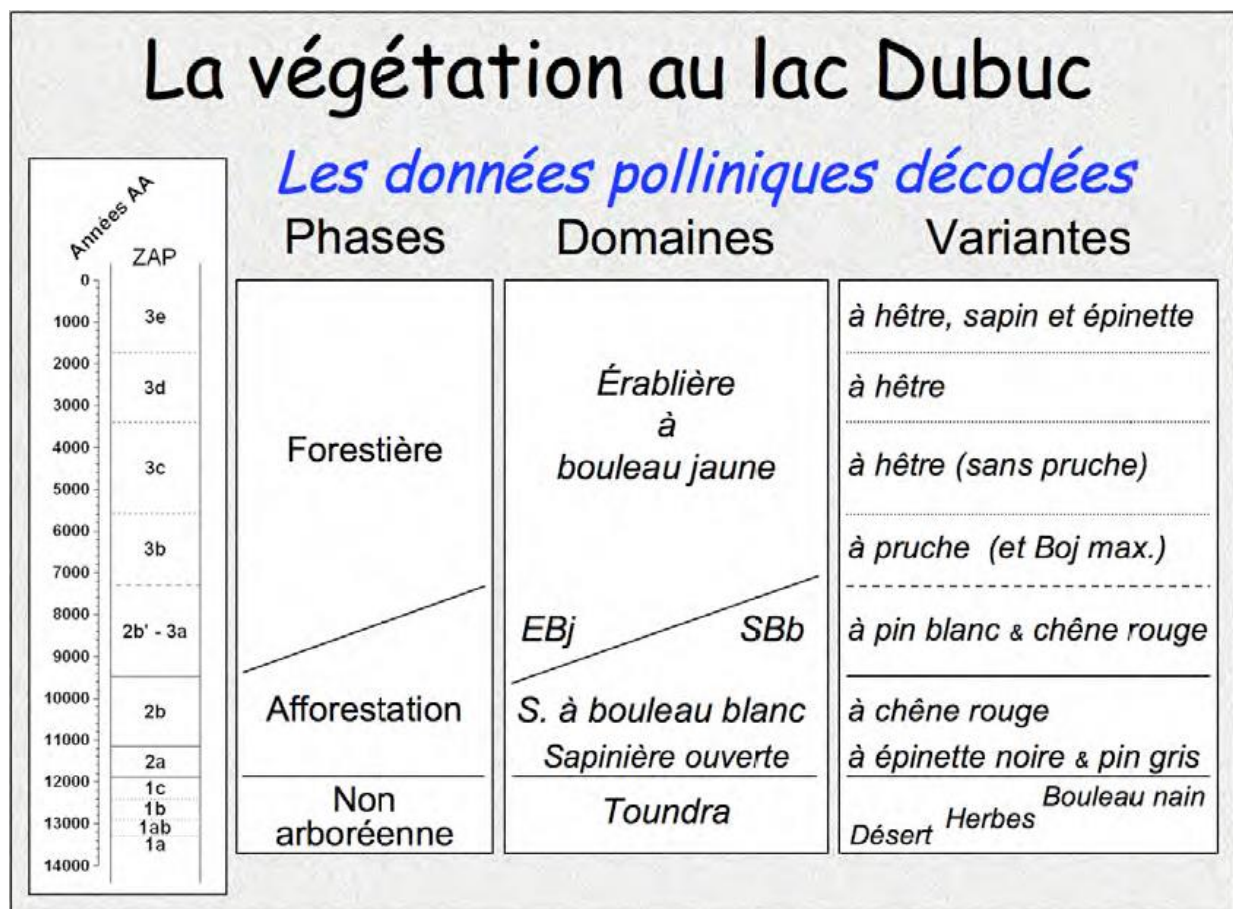 La végétation au lac Dubuc
Les données polliniques décodées
Années AA
ZAP
0
1000
2000
3000
4000
5000
6000
7000
8000
9000
10000
11000
12000
13000
14000
3e
3d
3c
3b
2b' - 3a
2b
2a
1c
1b
1ab
1a
Phases
Forestière
Afforestation
Non
arboréenne
Domaines
Érablière
à
bouleau jaune
EBj
SBb
S. à bouleau blanc
Sapinière ouverte
Toundra
Variantes
à hêtre, sapin et épinette
à hêtre
à hêtre (sans pruche)
à pruche (et Boj max.)
à pin blanc & chêne rouge
à chêne rouge
à épinette noire & pin gris
Désert
Herbes
Bouleau nain